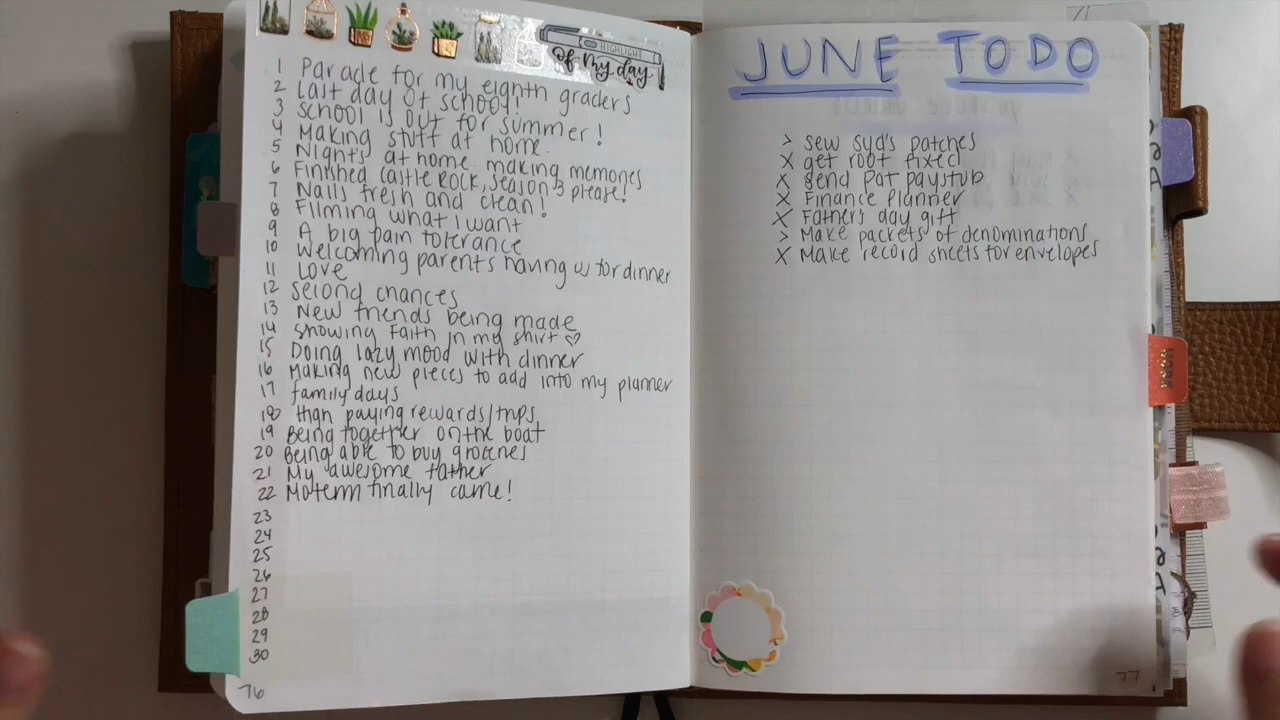 HIGHLIGHT
of my day
1 Parade for my eighth graders
2 Last day of school!
3 School is out for summer!
4 Making stuff at home.
5 Nights at home making memories
6 Finished Castle Rock, Season 3 please!
7 Nails fresh and clean!
8 Filming what I want
9 A big pain tolerance
10 Welcoming parents having us for dinner
11 Love
12 Second chances
13 New friends being made
14 Showing Faith in my shirt ♡
15 Doing lazy mood with dinner
16 Making new pieces to add into my planner
17 family days
18 than paying rewards/trips
19 Being together on the boat
20 Being able to buy groceries
21 My awesome father
22 Moterm finally came!
23
24
25
26
27
28
29
30
76
JUNE TO DO
> sew Syd's patches
X get root fixed
X send Pat paystub
X Finance Planner
X Father's day gift
> Make packets of denominations
X Make record sheets for envelopes
77